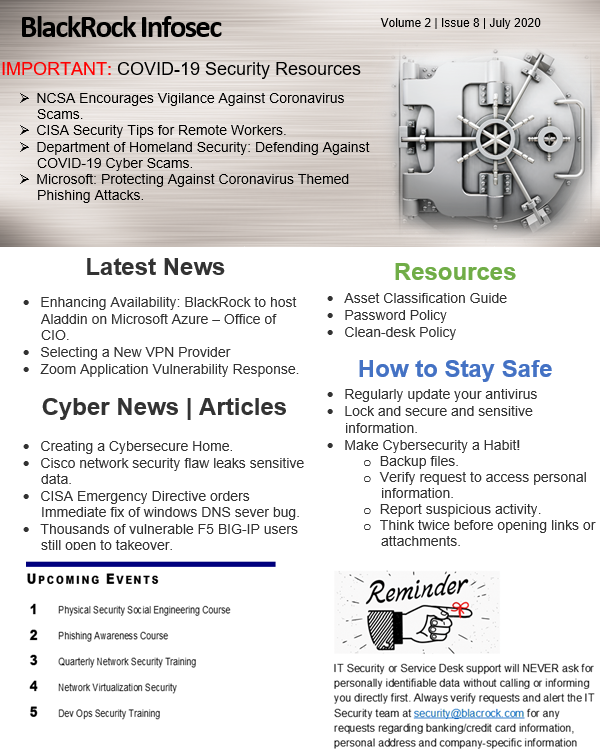 BlackRock Infosec
Volume 2 | Issue 8 | July 2020
IMPORTANT: COVID-19 Security Resources
➢ NCSA Encourages Vigilance Against Coronavirus
Scams.
➢ CISA Security Tips for Remote Workers.
➢ Department of Homeland Security: Defending Against
COVID-19 Cyber Scams.
➢ Microsoft: Protecting Against Coronavirus Themed
Phishing Attacks.
Latest News
• Enhancing Availability: BlackRock to host
Aladdin on Microsoft Azure – Office of
CIO.
• Selecting a New VPN Provider
• Zoom Application Vulnerability Response.
Cyber News | Articles
• Creating a Cybersecure Home.
• Cisco network security flaw leaks sensitive
data.
• CISA Emergency Directive orders
Immediate fix of windows DNS sever bug.
• Thousands of vulnerable F5 BIG-IP users
still open to takeover.
UPCOMING EVENTS
1 Physical Security Social Engineering Course
2 Phishing Awareness Course
3 Quarterly Network Security Training
4 Network Virtualization Security
5 Dev Ops Security Training
Resources
• Asset Classification Guide
• Password Policy
• Clean-desk Policy
How to Stay Safe
• Regularly update your antivirus
• Lock and secure and sensitive
information.
• Make Cybersecurity a Habit!
o Backup files.
o Verify request to access personal
information.
o Report suspicious activity.
o Think twice before opening links or
attachments.
Reminder
IT Security or Service Desk support will NEVER ask for
personally identifiable data without calling or informing
you directly first. Always verify requests and alert the IT
Security team at security@blacrock.com for any
requests regarding banking/credit card information,
personal address and company-specific information